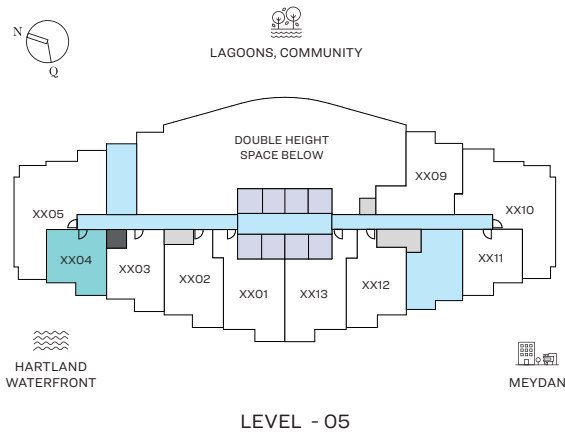 N
Q
LAGOONS, COMMUNITY
DOUBLE HEIGHT
SPACE BELOW
XX09
XX05
XX10
XX04
XX03
XX02
XX01
XX13
XX12
XX11
HARTLAND
WATERFRONT
MEYDAN
LEVEL - 05